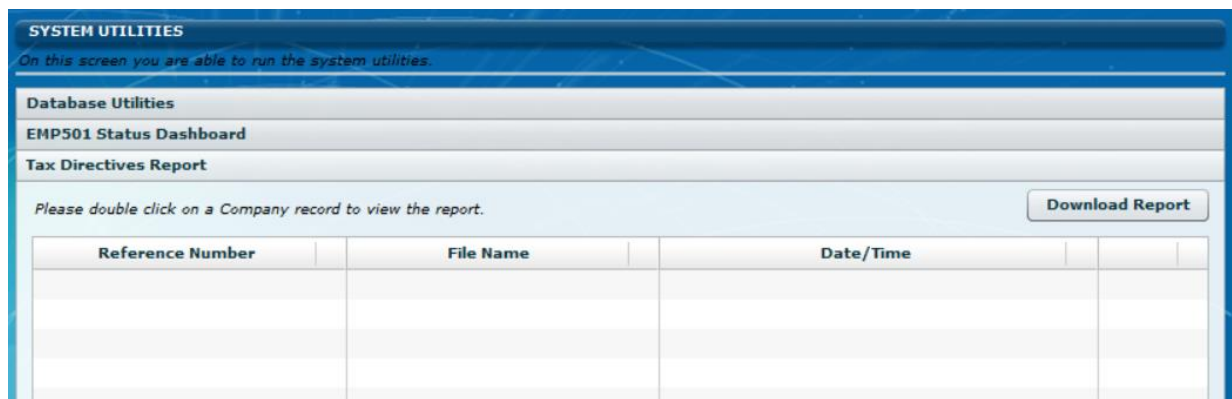 SYSTEM UTILITIES
On this screen you are able to run the system utilities.
Database Utilities
EMP501 Status Dashboard
Tax Directives Report
Please double click on a Company record to view the report.
Download Report
Reference Number File Name Date/Time